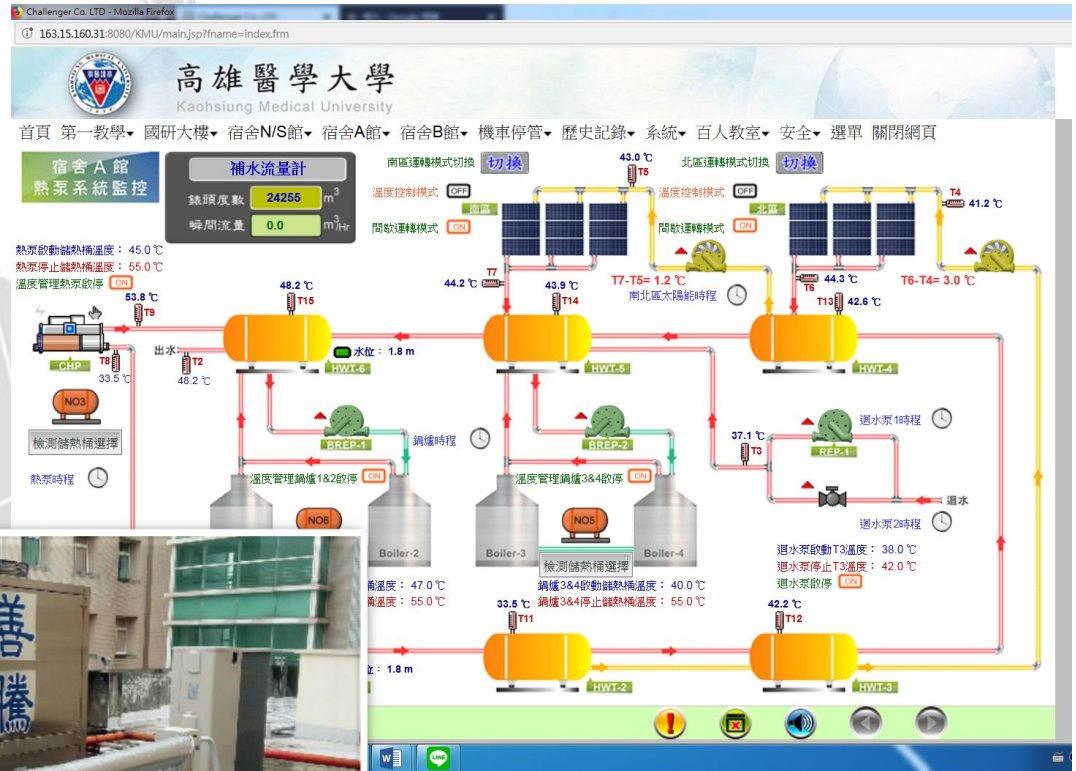 Challenger Co. LTD - Mozilla Firefox
163.15.160.31:8080/KMU/main.jsp?fname=index.frm
高雄醫學大學
Kaohsiung Medical University
首頁 第一教學▾ 國研大樓▾ 宿舍N/S館▾ 宿舍A館▾ 宿舍B館▾ 機車停管▾ 歷史記錄▾ 系統▾ 百人教室▾ 安全▾ 選單 關閉網頁
宿舍A館
熱泵系統監控
補水流量計
錶頭度數 24255 m3
瞬間流量 0.0 m3/Hr
南區運轉模式切換 切換
溫度控制模式 OFF
南區
間歇運轉模式 ON
43.0 ℃
T5
北區運轉模式切換 切換
溫度控制模式 OFF
北區
間歇運轉模式 ON
T4
41.2 ℃
熱泵啟動儲熱桶溫度： 45.0 ℃
熱泵停止儲熱桶溫度： 55.0 ℃
溫度管理熱泵啟停 ON
53.8 ℃
T9
48.2 ℃
T15
T7
44.2 ℃
43.9 ℃
T14
T7-T5= 1.2 ℃
南北區太陽能時程
44.3 ℃
T6
T13 42.6 ℃
T6-T4= 3.0 ℃
CHP
T8
33.5 ℃
出水
T2
48.2 ℃
水位： 1.8 m
HWT-6
HWT-5
HWT-4
NO3
檢測儲熱桶選擇
熱泵時程
BREP-1
鍋爐時程
BREP-2
37.1 ℃
T3
迴水泵1時程
REP-1
迴水
迴水泵2時程
溫度管理鍋爐1&2啟停 ON
溫度管理鍋爐3&4啟停 ON
NO6
NO5
Boiler-2
Boiler-3
Boiler-4
檢測儲熱桶選擇
桶溫度： 47.0 ℃
桶溫度： 55.0 ℃
鍋爐3&4啟動儲熱桶溫度： 40.0 ℃
鍋爐3&4停止儲熱桶溫度： 55.0 ℃
迴水泵啟動T3溫度： 38.0 ℃
迴水泵停止T3溫度： 42.0 ℃
迴水泵啟停 ON
33.5 ℃
T11
42.2 ℃
T12
位： 1.8 m
HWT-2
HWT-3
善
騰
W
LINE